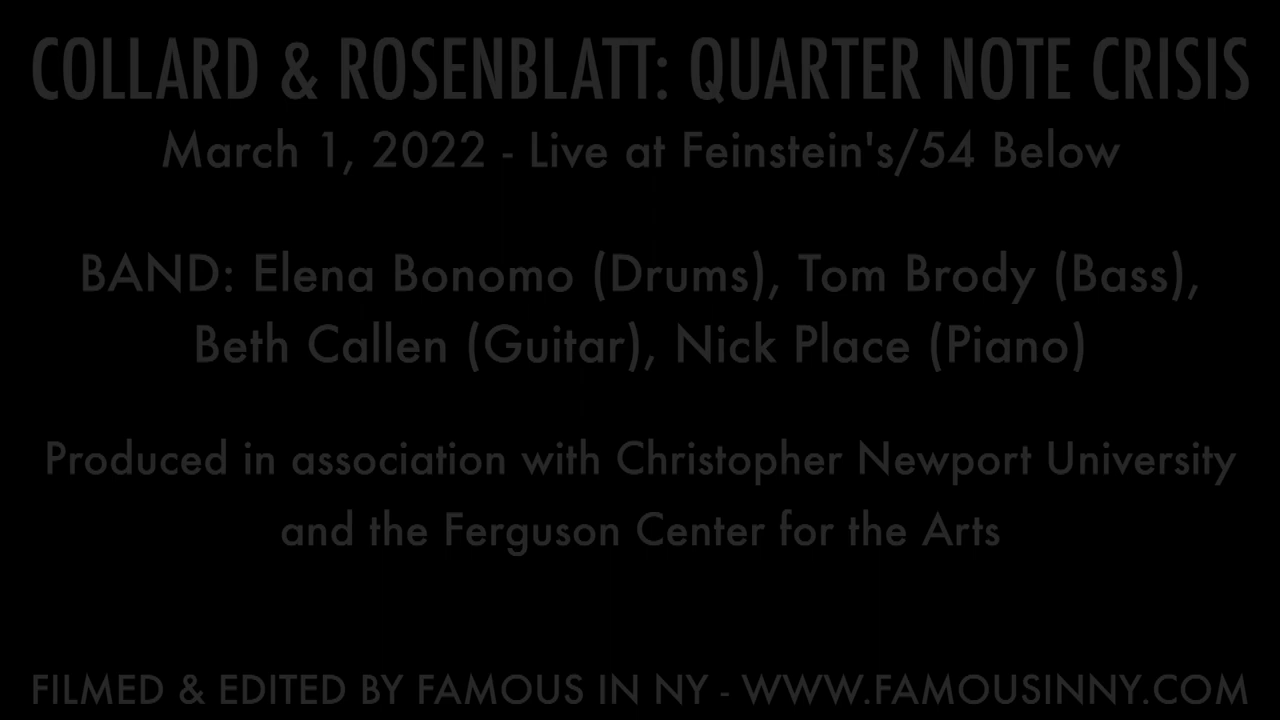 COLLARD & ROSENBLATT: QUARTER NOTE CRISIS
March 1, 2022 - Live at Feinstein's/54 Below
BAND: Elena Bonomo (Drums), Tom Brody (Bass),
Beth Callen (Guitar), Nick Place (Piano)
Produced in association with Christopher Newport University
and the Ferguson Center for the Arts
FILMED & EDITED BY FAMOUS IN NY - WWW.FAMOUSINNY.COM